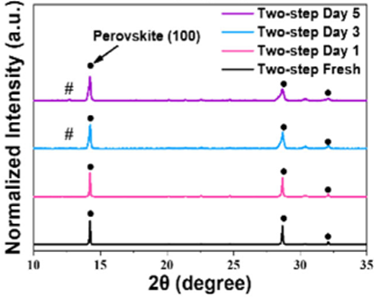 Normalized Intensity (a.u.)
Perovskite (100)
Two-step Day 5
Two-step Day 3
Two-step Day 1
Two-step Fresh
#
#
10 15 20 25 30 35
2θ (degree)